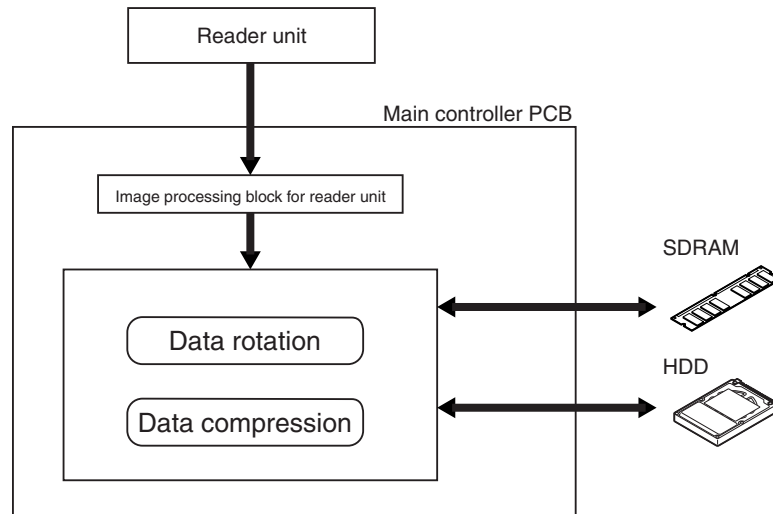 Reader unit
Main controller PCB
Image processing block for reader unit
SDRAM
Data rotation
HDD
Data compression